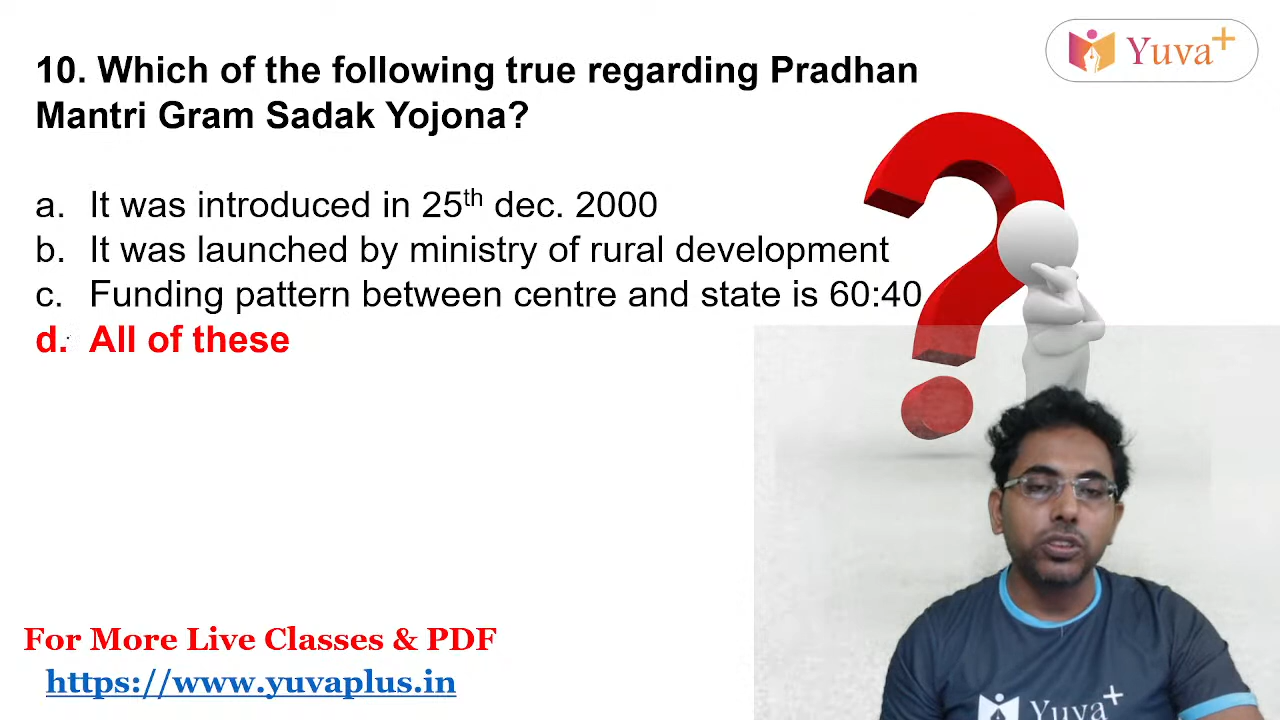 Yuva+
10. Which of the following true regarding Pradhan
Mantri Gram Sadak Yojona?
a. It was introduced in 25th dec. 2000
b. It was launched by ministry of rural development
c. Funding pattern between centre and state is 60:40
d. All of these
For More Live Classes & PDF
https://www.yuvaplus.in
Yuva+